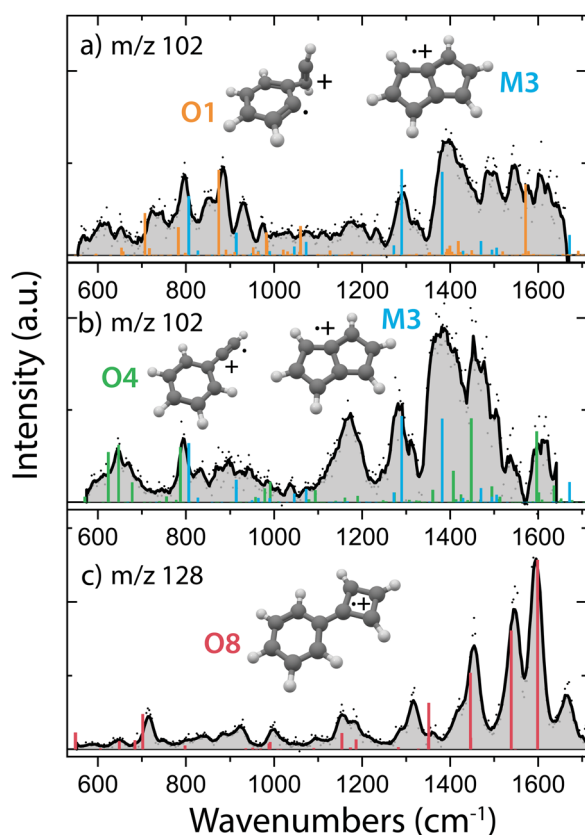 a) m/z 102
O1
+
•
•+
M3
600 800 1000 1200 1400 1600
b) m/z 102
M3
O4
+ •
•+
600 800 1000 1200 1400 1600
c) m/z 128
O8
•+
600 800 1000 1200 1400 1600
Wavenumbers (cm⁻¹)
Intensity (a.u.)